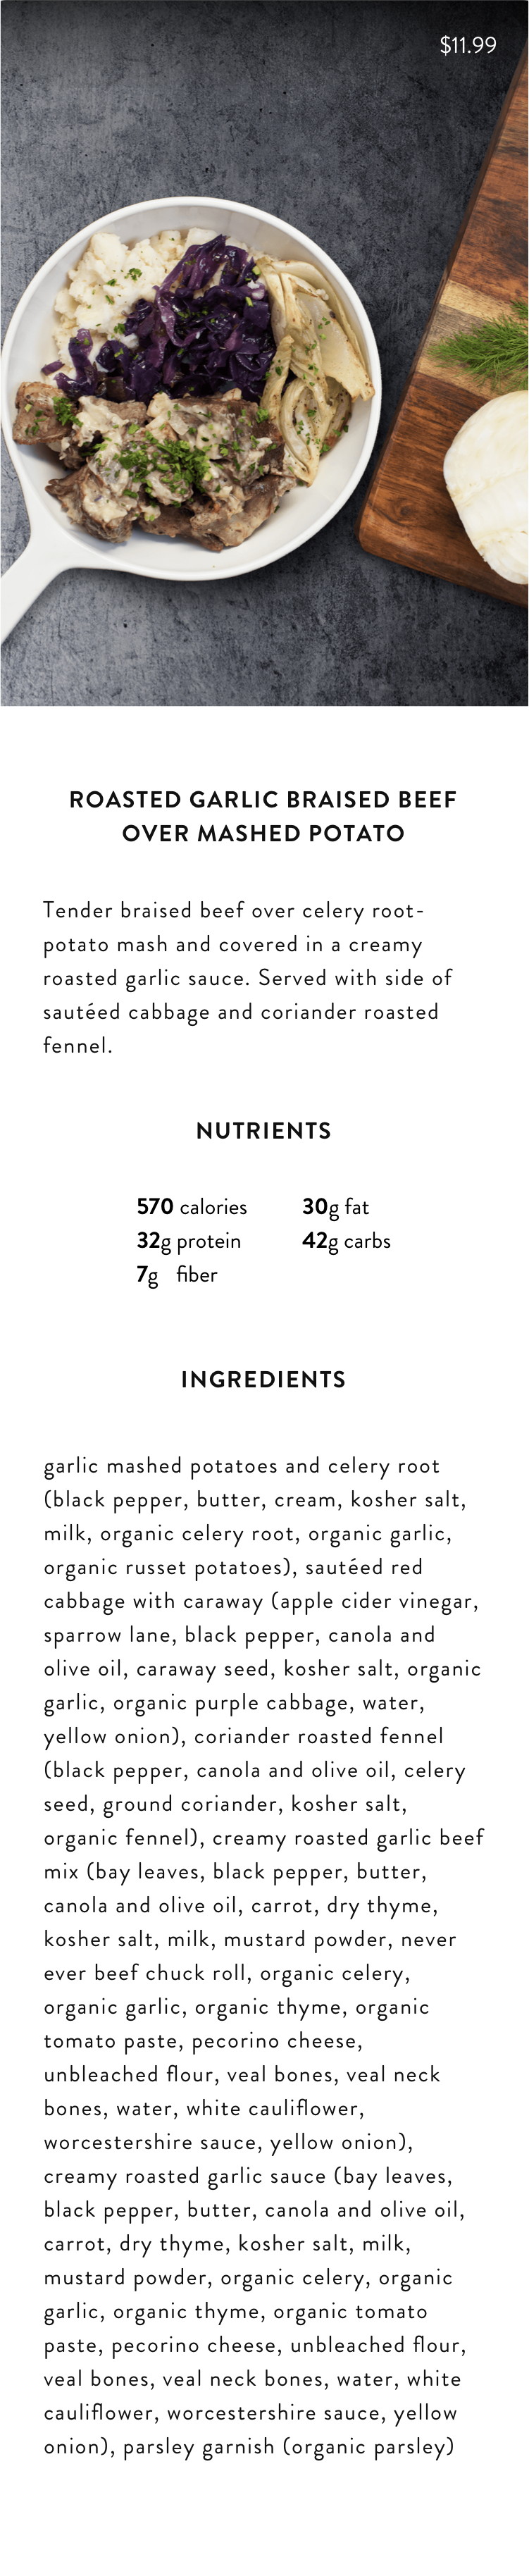 $11.99
ROASTED GARLIC BRAISED BEEF
OVER MASHED POTATO
Tender braised beef over celery root-
potato mash and covered in a creamy
roasted garlic sauce. Served with side of
sautéed cabbage and coriander roasted
fennel.
NUTRIENTS
570 calories 30g fat
32g protein 42g carbs
7g fiber
INGREDIENTS
garlic mashed potatoes and celery root
(black pepper, butter, cream, kosher salt,
milk, organic celery root, organic garlic,
organic russet potatoes), sautéed red
cabbage with caraway (apple cider vinegar,
sparrow lane, black pepper, canola and
olive oil, caraway seed, kosher salt, organic
garlic, organic purple cabbage, water,
yellow onion), coriander roasted fennel
(black pepper, canola and olive oil, celery
seed, ground coriander, kosher salt,
organic fennel), creamy roasted garlic beef
mix (bay leaves, black pepper, butter,
canola and olive oil, carrot, dry thyme,
kosher salt, milk, mustard powder, never
ever beef chuck roll, organic celery,
organic garlic, organic thyme, organic
tomato paste, pecorino cheese,
unbleached flour, veal bones, veal neck
bones, water, white cauliflower,
worcestershire sauce, yellow onion),
creamy roasted garlic sauce (bay leaves,
black pepper, butter, canola and olive oil,
carrot, dry thyme, kosher salt, milk,
mustard powder, organic celery, organic
garlic, organic thyme, organic tomato
paste, pecorino cheese, unbleached flour,
veal bones, veal neck bones, water, white
cauliflower, worcestershire sauce, yellow
onion), parsley garnish (organic parsley)